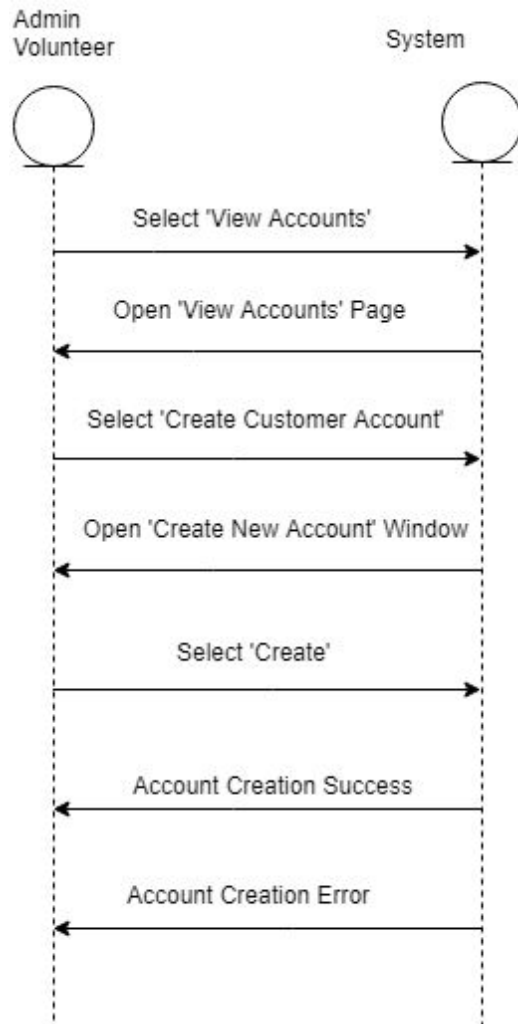 Admin
Volunteer
System
Select 'View Accounts'
Open 'View Accounts' Page
Select 'Create Customer Account'
Open 'Create New Account' Window
Select 'Create'
Account Creation Success
Account Creation Error